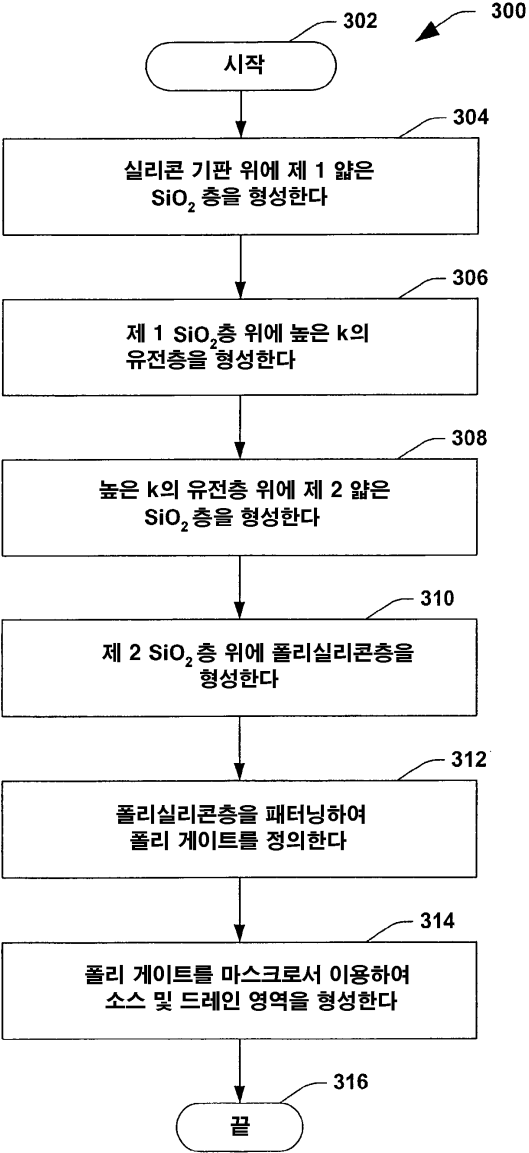 300
302
시작
304
실리콘 기판 위에 제 1 얇은
SiO₂ 층을 형성한다
306
제 1 SiO₂층 위에 높은 k의
유전층을 형성한다
308
높은 k의 유전층 위에 제 2 얇은
SiO₂ 층을 형성한다
310
제 2 SiO₂ 층 위에 폴리실리콘층을
형성한다
312
폴리실리콘층을 패터닝하여
폴리 게이트를 정의한다
314
폴리 게이트를 마스크로서 이용하여
소스 및 드레인 영역을 형성한다
316
끝